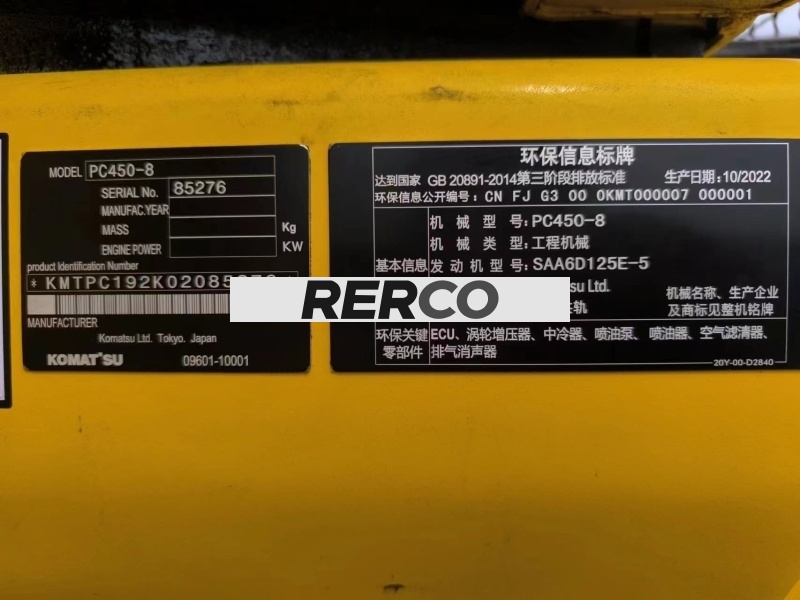 MODEL PC450-8
SERIAL No. 85276
MANUFAC.YEAR
MASS Kg
ENGINE POWER KW
product Identification Number
*KMTPC192K02085
MANUFACTURER
Komatsu Ltd. Tokyo, Japan
KOMATSU 09601-10001
RERCO
环保信息标牌
达到国家 GB 20891-2014第三阶段排放标准 生产日期: 10/2022
环保信息公开编号: CN FJ G3 00 0KMT000007 000001
基本信息
机械型号: PC450-8
机械类型: 工程机械
发动机型号: SAA6D125E-5
Ltd.
机械名称、生产企业
及商标见整机铭牌
环保关键
零部件
ECU、涡轮增压器、中冷器、喷油泵、喷油器、空气滤清器、
排气消声器
20Y-00-D2840